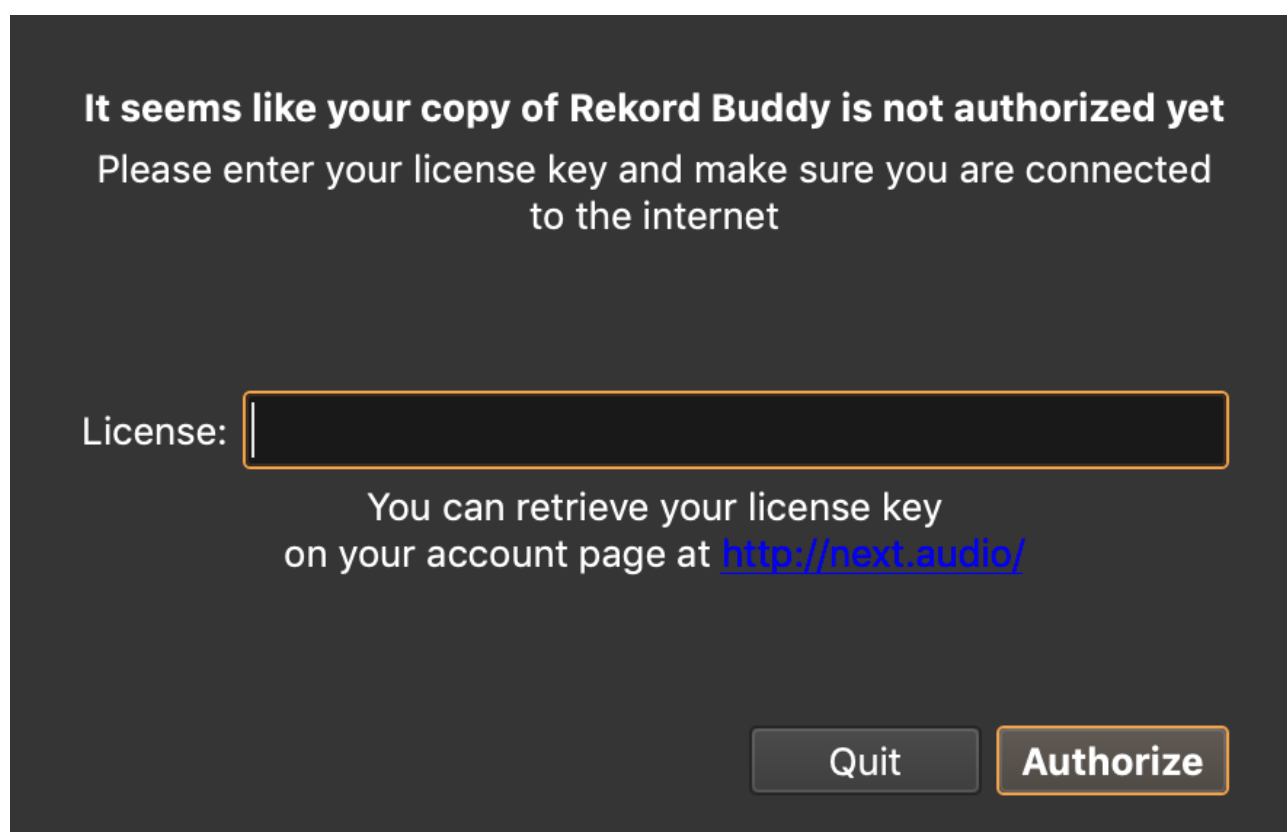 It seems like your copy of Rekord Buddy is not authorized yet
Please enter your license key and make sure you are connected
to the internet
License:
You can retrieve your license key
on your account page at http://next.audio/
Quit
Authorize